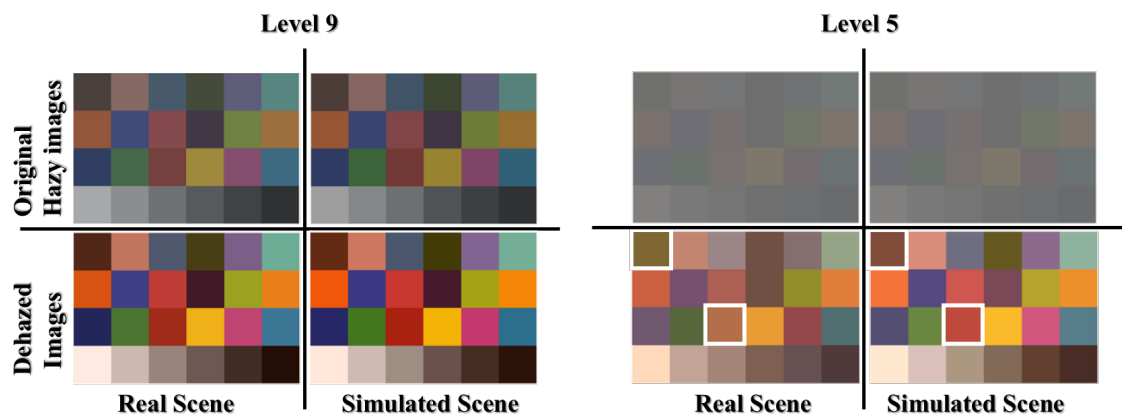 Level 9
Level 5
Original
Hazy images
Dehazed
Images
Real Scene
Simulated Scene
Real Scene
Simulated Scene